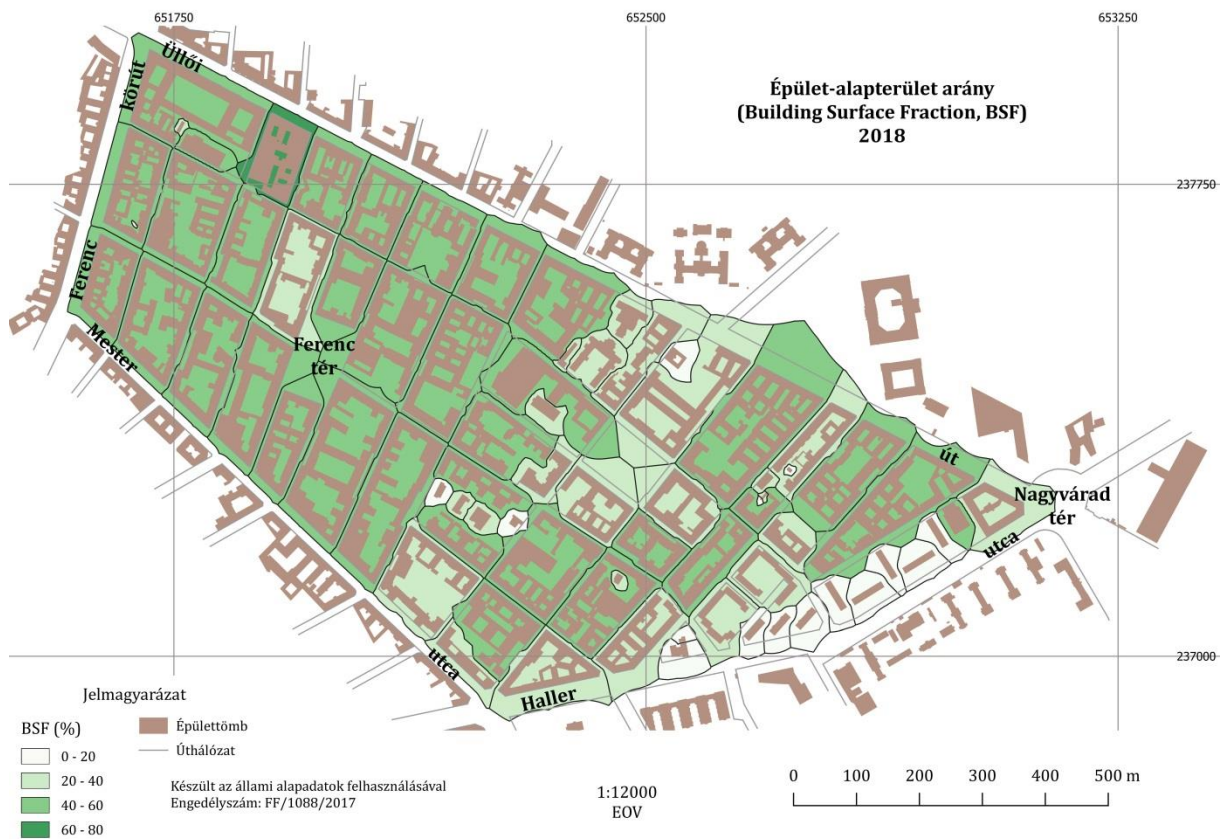 651750
652500
653250
Épület-alapterület arány
(Building Surface Fraction, BSF)
2018
Üllői
körút
237750
Ferenc
Mester
Ferenc
tér
út
Nagyvárad
tér
utca
utca
Haller
237000
Jelmagyarázat
BSF (%)
0 - 20
20 - 40
40 - 60
60 - 80
Épülettömb
Úthálózat
Készült az állami alapadatok felhasználásával
Engedélyszám: FF/1088/2017
1:12000
EOV
0 100 200 300 400 500 m